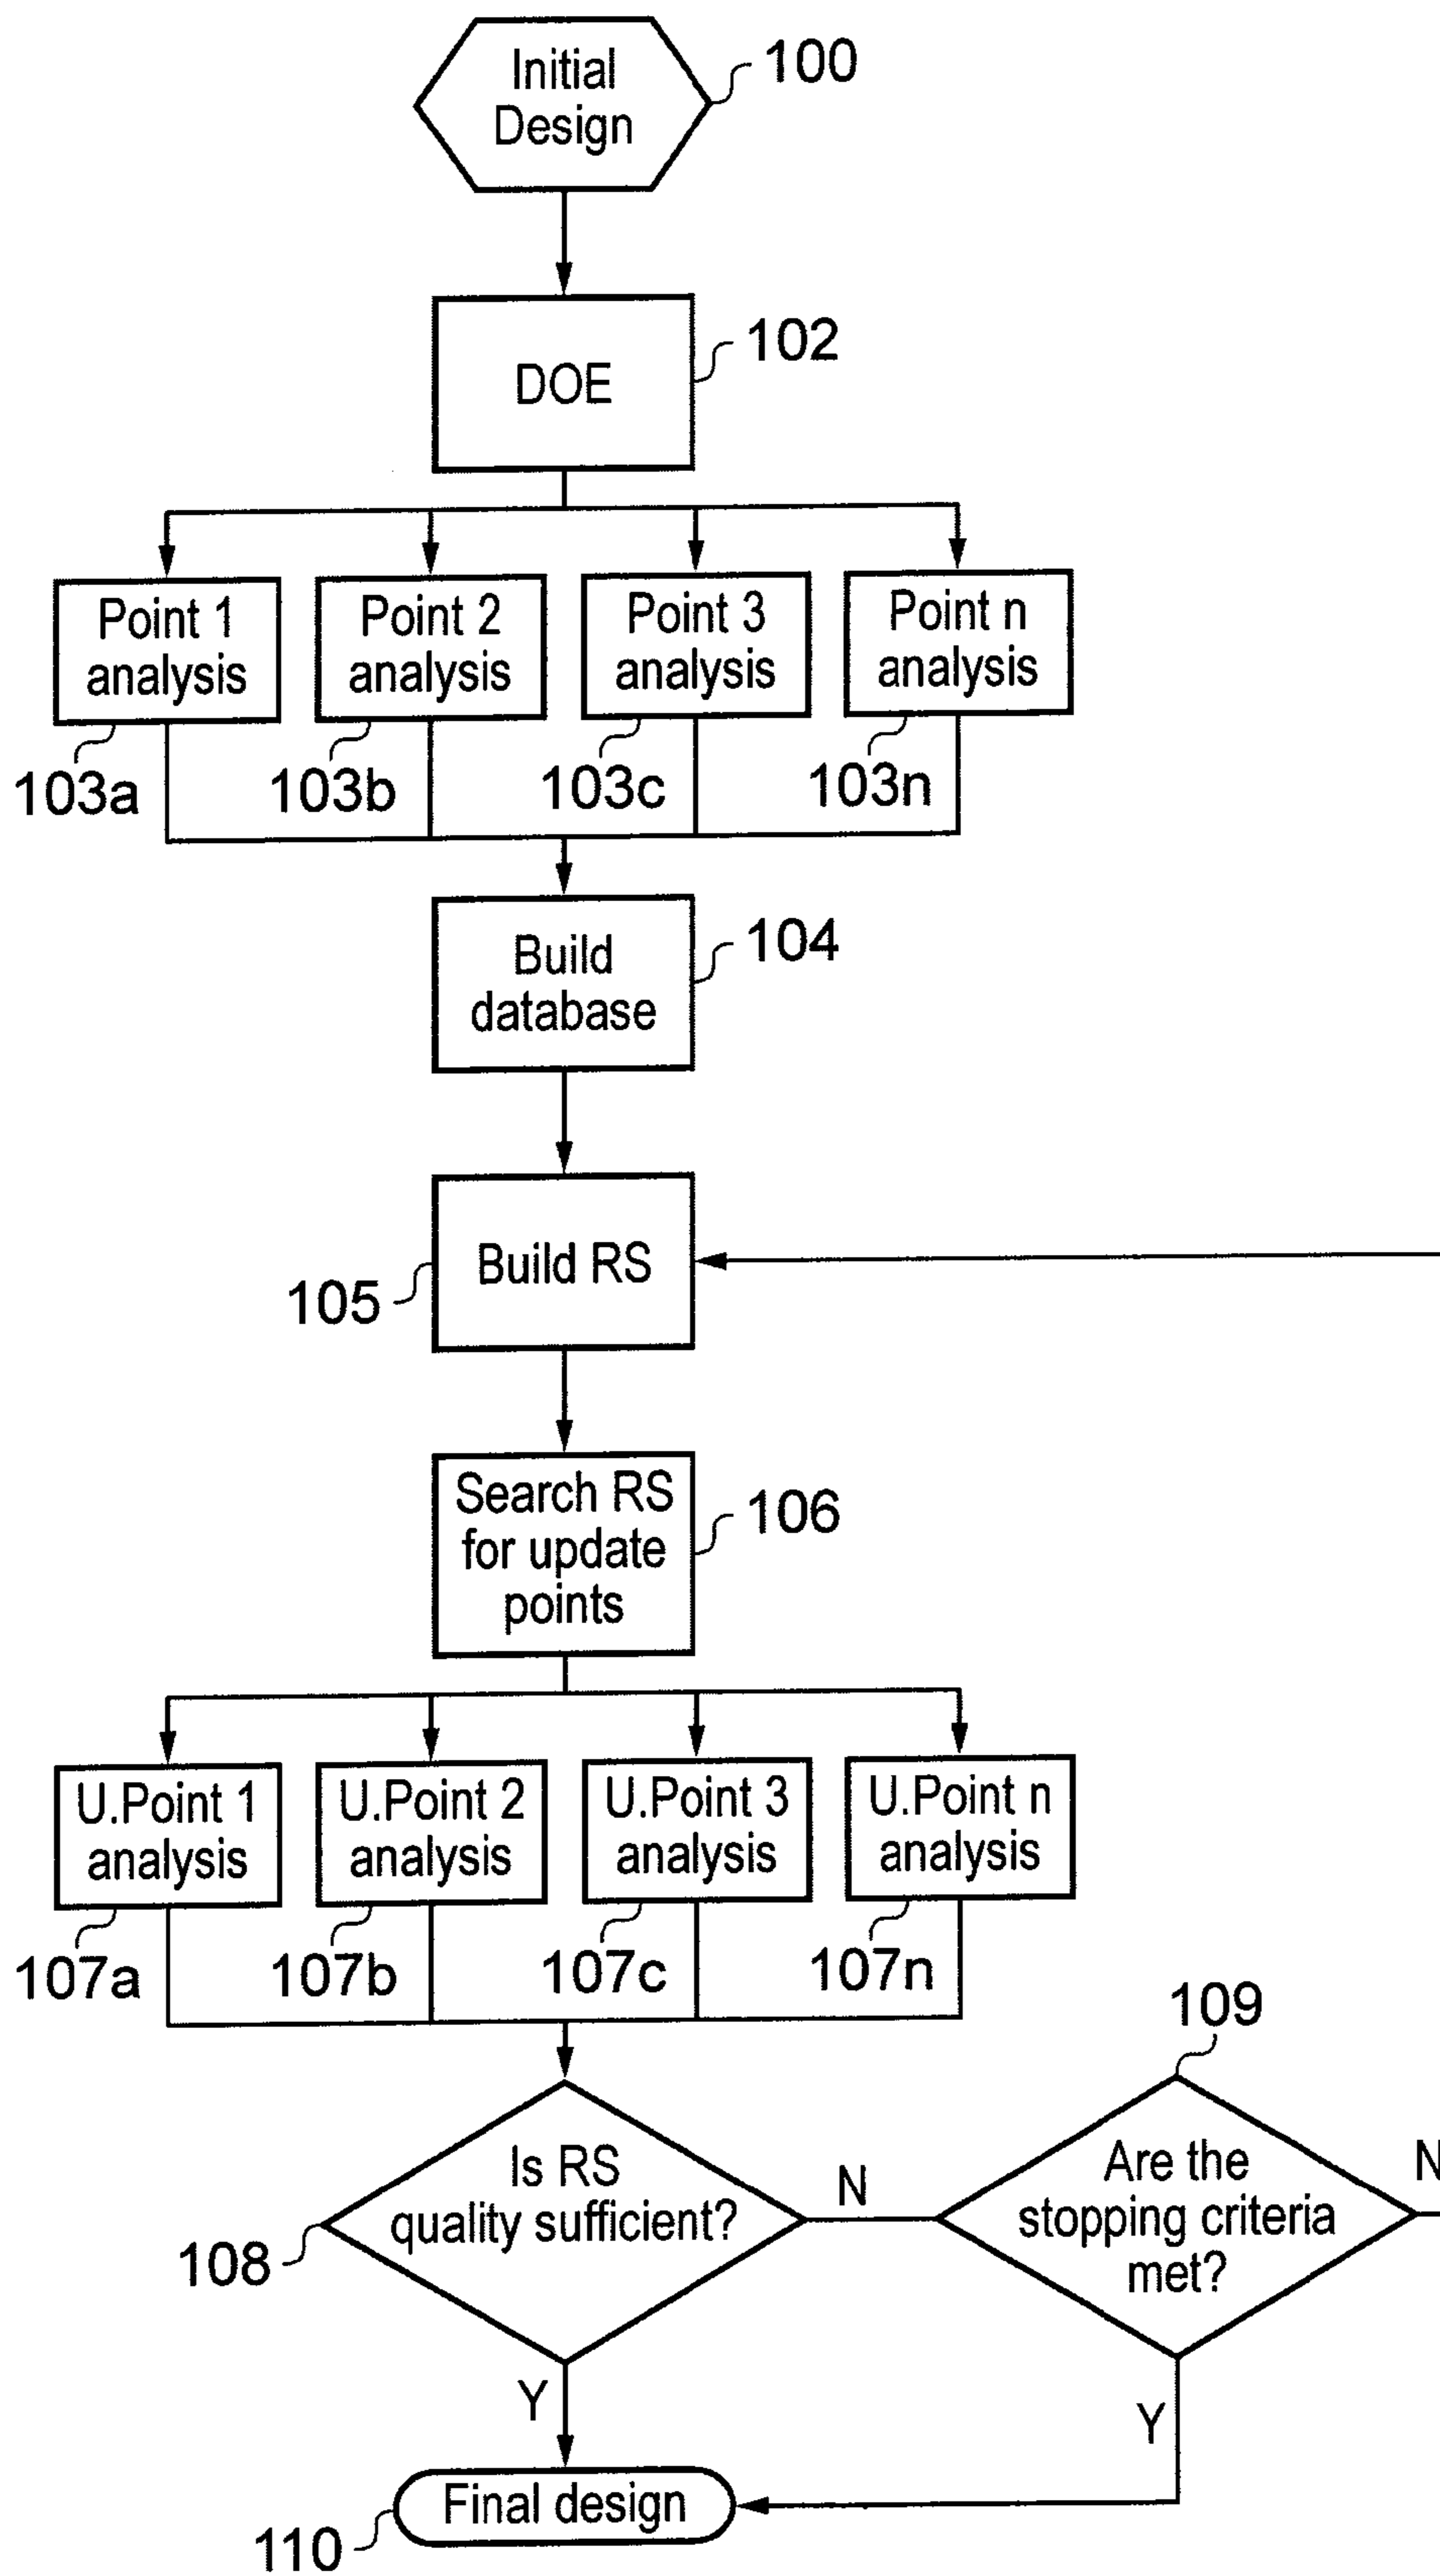 Initial
Design
100
DOE
102
Point 1
analysis
Point 2
analysis
Point 3
analysis
Point n
analysis
103a
103b
103c
103n
Build
database
104
Build RS
105
Search RS
for update
points
106
U.Point 1
analysis
U.Point 2
analysis
U.Point 3
analysis
U.Point n
analysis
107a
107b
107c
107n
109
Is RS
quality sufficient?
108
N
Are the
stopping criteria
met?
N
Y
Y
Final design
110